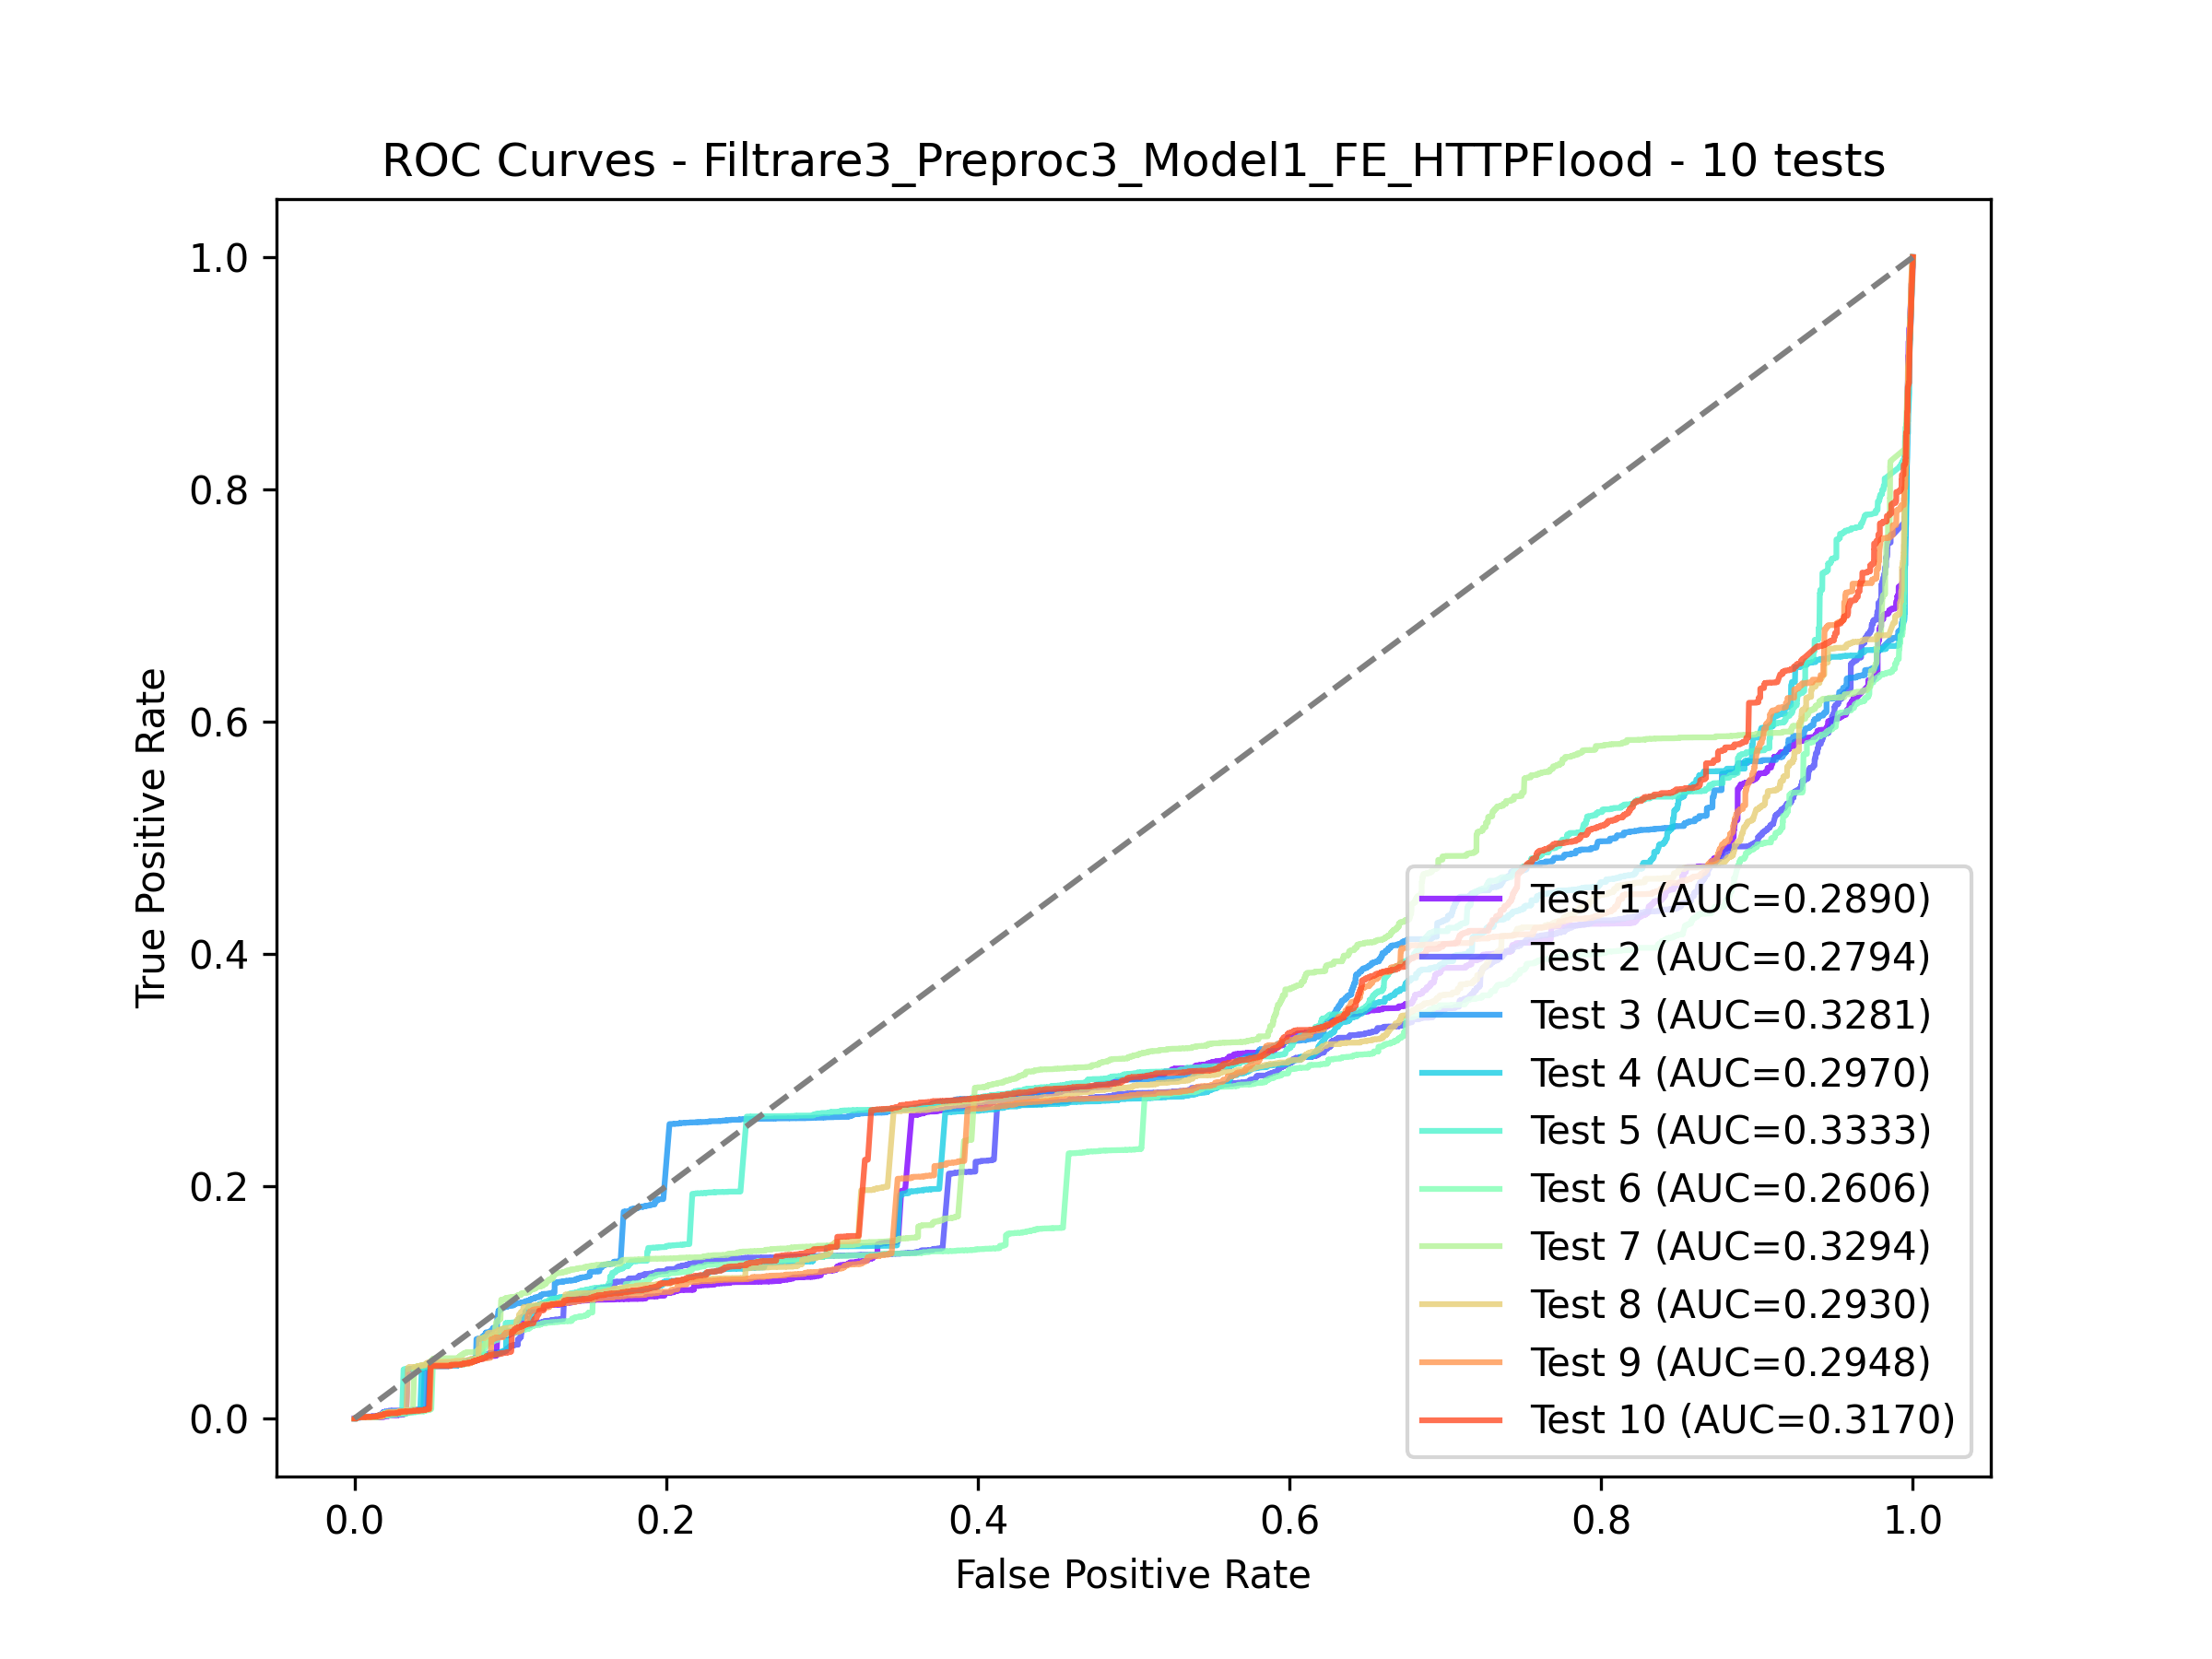 ROC Curves - Filtrare3_Preproc3_Model1_FE_HTTPFlood - 10 tests
1.0
0.8
0.6
0.4
0.2
0.0
True Positive Rate
Test 1 (AUC=0.2890)
Test 2 (AUC=0.2794)
Test 3 (AUC=0.3281)
Test 4 (AUC=0.2970)
Test 5 (AUC=0.3333)
Test 6 (AUC=0.2606)
Test 7 (AUC=0.3294)
Test 8 (AUC=0.2930)
Test 9 (AUC=0.2948)
Test 10 (AUC=0.3170)
0.0 0.2 0.4 0.6 0.8 1.0
False Positive Rate